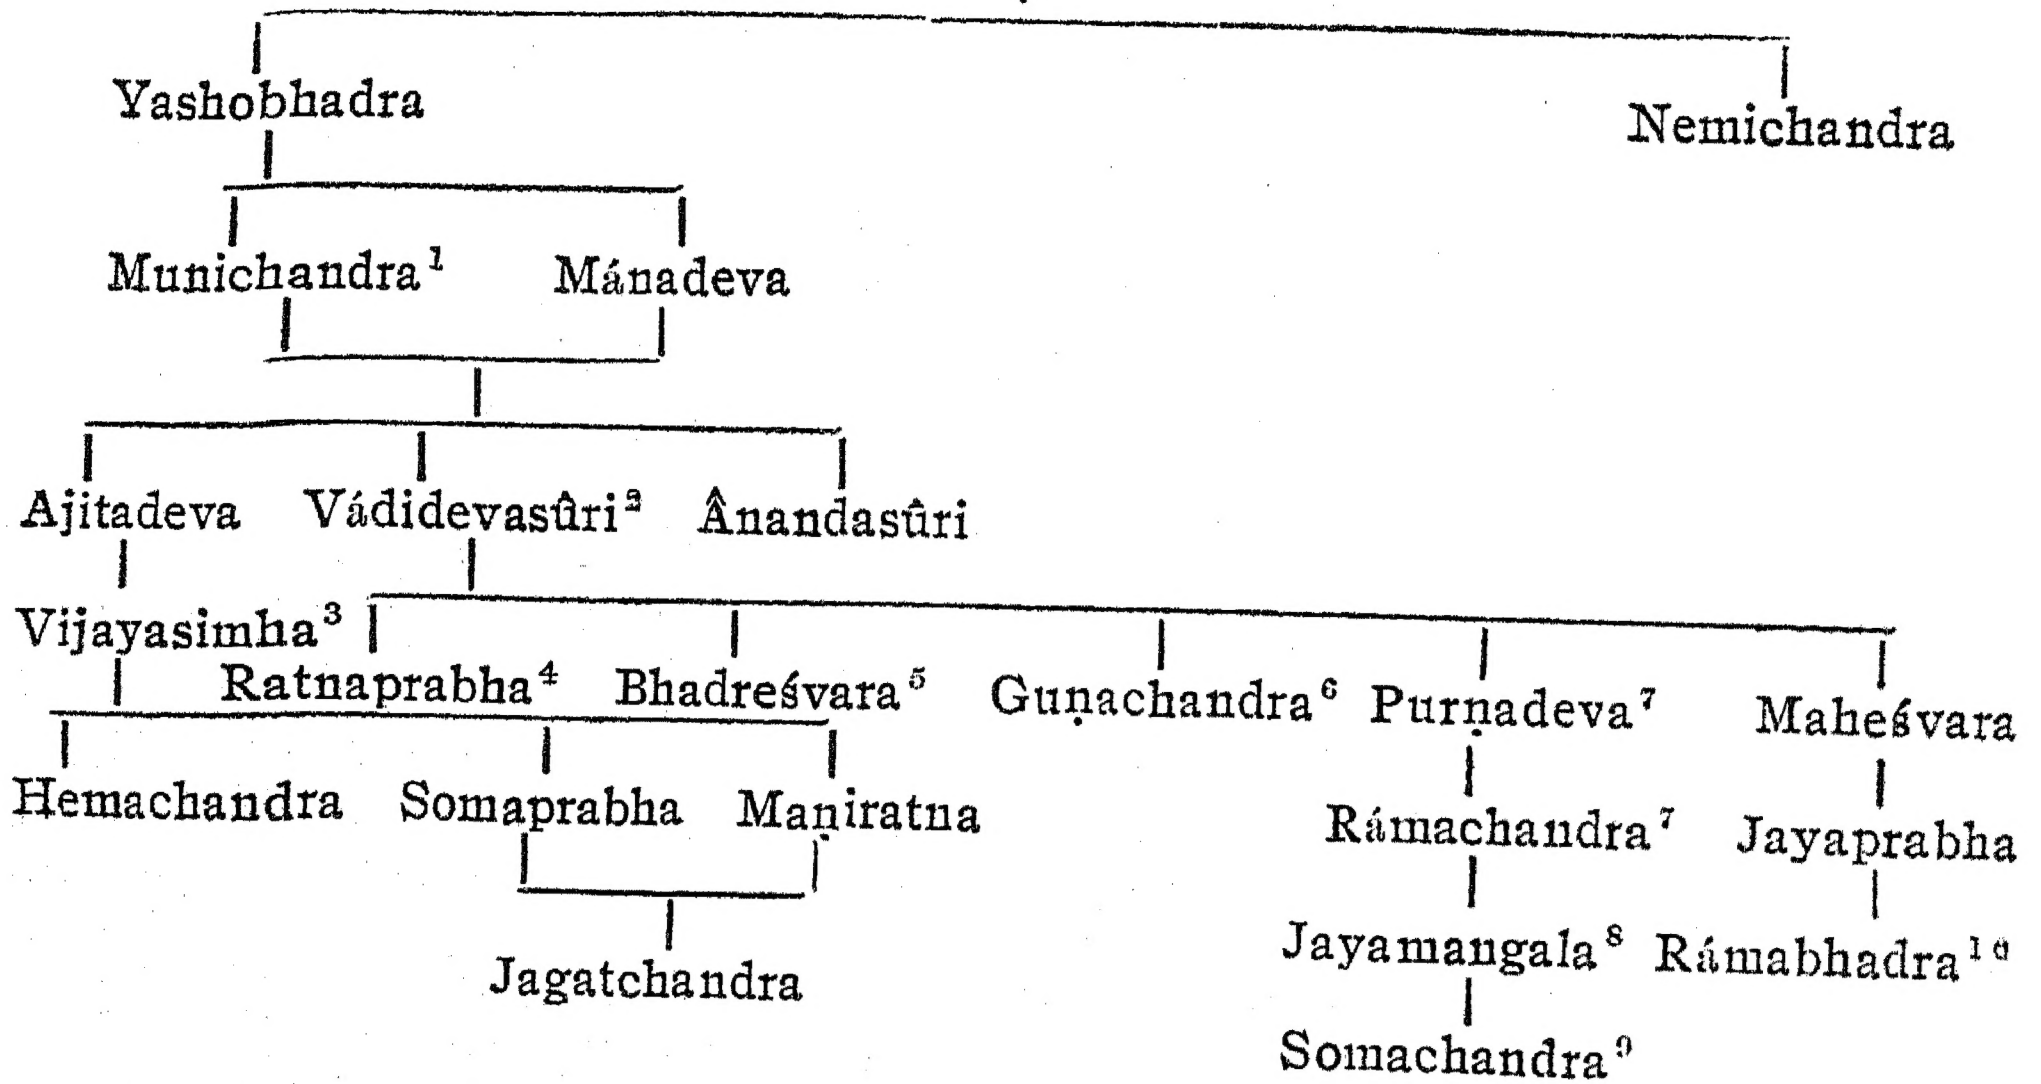 Yashobhadra Nemichandra
Munichandra¹ Mánadeva
Ajitadeva Vádidevasûri² Ânandasûri
Vijayasimha³
Ratnaprabha⁴ Bhadreśvara⁵ Guṇachandra⁶ Purṇadeva⁷ Maheśvara
Hemachandra Somaprabha Maṇiratna
Rámachandra⁷ Jayaprabha
Jayamangala⁸ Rámabhadra¹⁰
Jagatchandra
Somachandra⁹